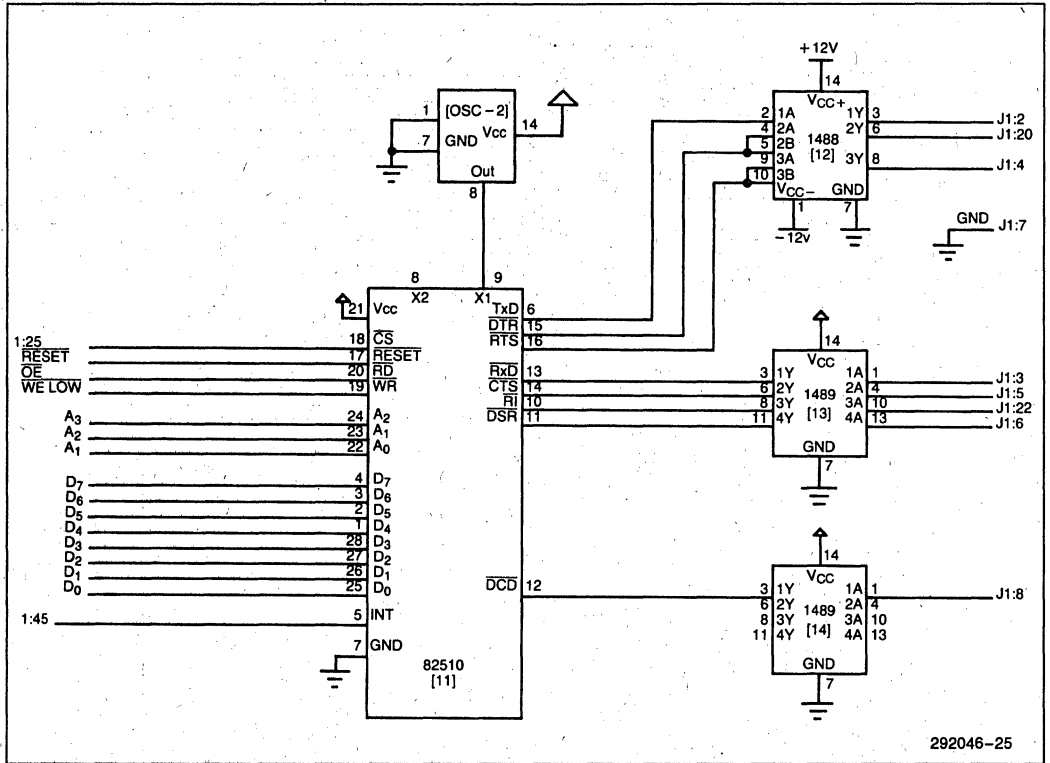 +12V
14
VCC+
2 1A 1Y 3 J1:2
4 2A 2Y 6 J1:20
5 2B 1488
9 3A [12] 3Y 8 J1:4
10 3B
VCC− GND
1 7
−12v
GND J1:7
1 [OSC−2]
7 GND Vcc 14
Out
8
8 9
X2 X1
21 Vcc TxD 6
DTR 15
RTS 16
1:25 18 CS
RESET 17 RESET
OE 20 RD RxD 13
WE LOW 19 WR CTS 14
RI 10
DSR 11
A3 24 A2
A2 23 A1
A1 22 A0
D7 4 D7
D6 3 D6
D5 2 D5
D4 1 D4
D3 28 D3
D2 27 D2
D1 26 D1
D0 25 D0
DCD 12
1:45 5 INT
7 GND
82510
[11]
14
VCC
3 1Y 1A 1 J1:3
6 2Y 1489 2A 4 J1:5
8 3Y [13] 3A 10 J1:22
11 4Y 4A 13 J1:6
GND
7
14
VCC
3 1Y 1A 1 J1:8
6 2Y 1489 2A 4
8 3Y [14] 3A 10
11 4Y 4A 13
GND
7
292046−25